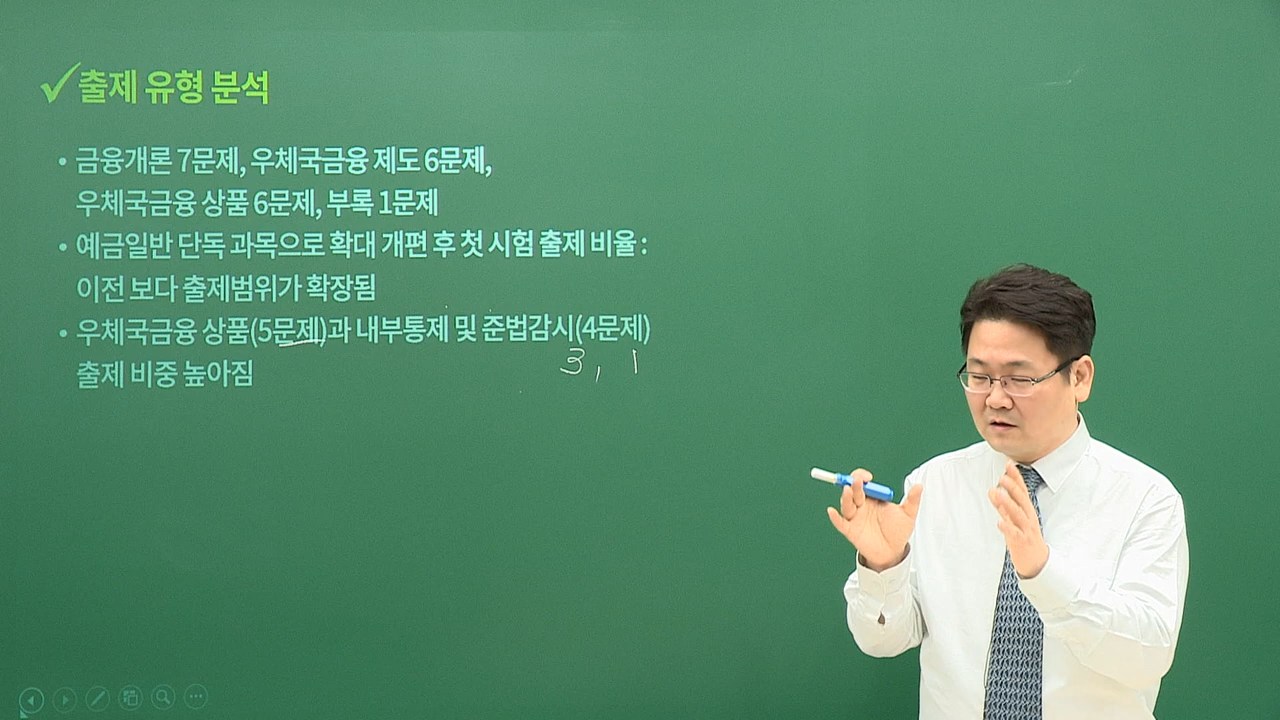 ✓출제 유형 분석
• 금융개론 7문제, 우체국금융 제도 6문제,
우체국금융 상품 6문제, 부록 1문제
• 예금일반 단독 과목으로 확대 개편 후 첫 시험 출제 비율 :
이전 보다 출제범위가 확장됨
• 우체국금융 상품(5문제)과 내부통제 및 준법감시(4문제)
3, 1
출제 비중 높아짐